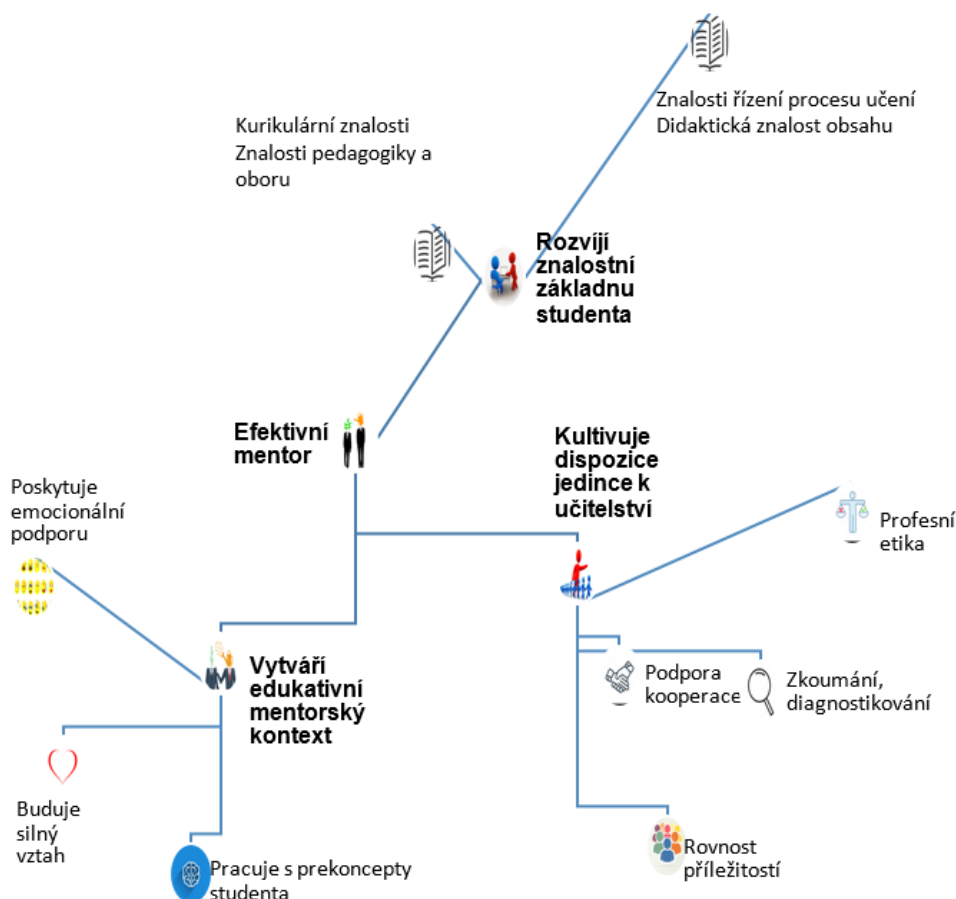 Znalosti řízení procesu učení
Didaktická znalost obsahu
Kurikulární znalosti
Znalosti pedagogiky a
oboru
Rozvíjí
znalostní
základnu
studenta
Efektivní
mentor
Kultivuje
dispozice
jedince k
učitelství
Poskytuje
emocionální
podporu
Profesní
etika
Vytváří
edukativní
mentorský
kontext
Podpora
kooperace
Zkoumání,
diagnostikování
Buduje
silný
vztah
Pracuje s prekoncepty
studenta
Rovnost
příležitostí